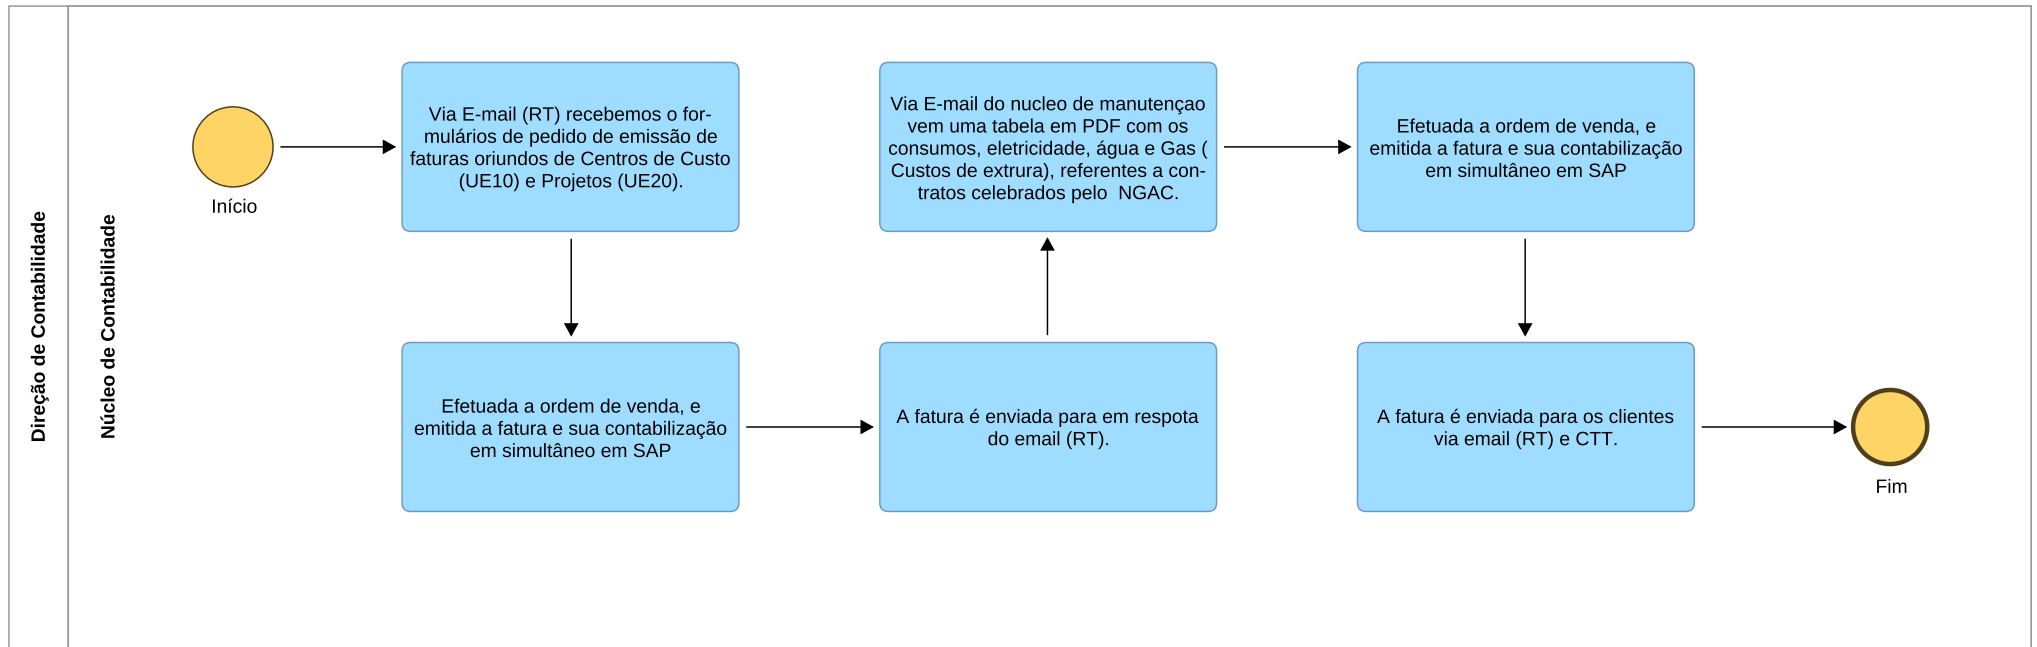 Direção de Contabilidade
Núcleo de Contabilidade
Início
Via E-mail (RT) recebemos o for-
mulários de pedido de emissão de
faturas oriundos de Centros de Custo
(UE10) e Projetos (UE20).
Efetuada a ordem de venda, e
emitida a fatura e sua contabilização
em simultâneo em SAP
A fatura é enviada para em respota
do email (RT).
Via E-mail do nucleo de manutençao
vem uma tabela em PDF com os
consumos, eletricidade, água e Gas (
Custos de extrura), referentes a con-
tratos celebrados pelo  NGAC.
Efetuada a ordem de venda, e
emitida a fatura e sua contabilização
em simultâneo em SAP
A fatura é enviada para os clientes
via email (RT) e CTT.
Fim